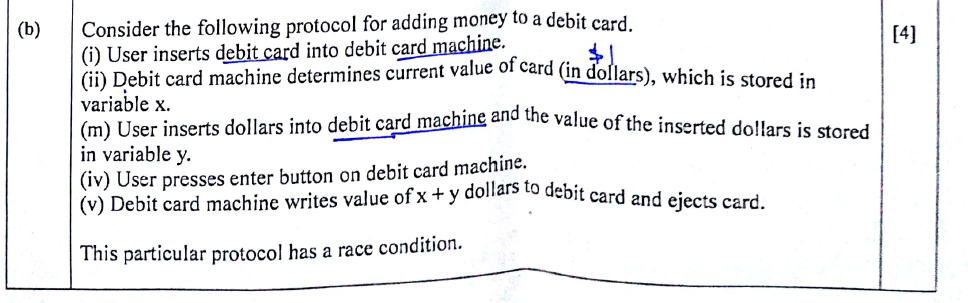 (b) Consider the following protocol for adding money to a debit card. [4]
(i) User inserts debit card into debit card machine.
$1
(ii) Debit card machine determines current value of card (in dollars), which is stored in
variable x.
(m) User inserts dollars into debit card machine and the value of the inserted dollars is stored
in variable y.
(iv) User presses enter button on debit card machine.
(v) Debit card machine writes value of x + y dollars to debit card and ejects card.
This particular protocol has a race condition.